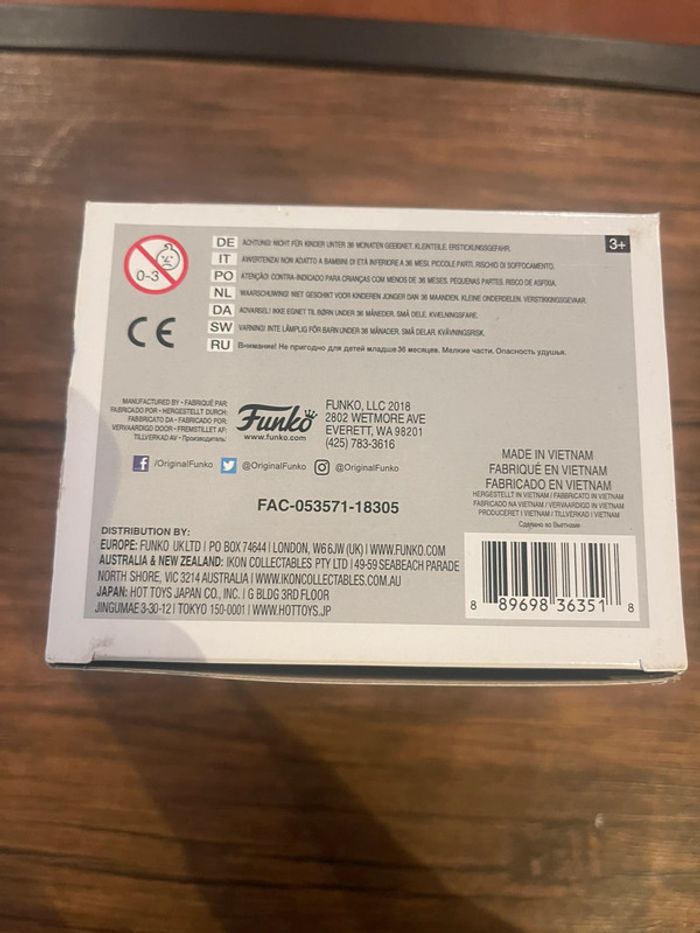 0-3
3+
DE ACHTUNG! NICHT FÜR KINDER UNTER 36 MONATEN GEEIGNET. KLEINTEILE. ERSTICKUNGSGEFAHR.
IT AVVERTENZA! NON ADATTO A BAMBINI DI ETÀ INFERIORE A 36 MESI. PICCOLE PARTI. RISCHIO DI SOFFOCAMENTO.
PO ATENÇÃO! CONTRA-INDICADO PARA CRIANÇAS COM MENOS DE 36 MESES. PEQUENAS PARTES. RISCO DE ASFIXIA.
NL WAARSCHUWING! NIET GESCHIKT VOOR KINDEREN JONGER DAN 36 MAANDEN. KLEINE ONDERDELEN. VERSTIKKINGSGEVAAR.
DA ADVARSEL! IKKE EGNET TIL BØRN UNDER 36 MÅNEDER. SMÅ DELE. KVÆLNINGSFARE.
SW VARNING! INTE LÄMPLIG FÖR BARN UNDER 36 MÅNADER. SMÅ DELAR. KVÄVNINGSRISK.
RU Внимание! Не пригодно для детей младше 36 месяцев. Мелкие части. Опасность удушья.
CE
MANUFACTURED BY • FABRIQUÉ PAR
FABRICADO POR • HERGESTELLT DURCH:
FABBRICATO DA • FABRICADO POR:
VERVAARDIGD DOOR • FREMSTILLET AF:
TILLVERKAD AV • Производитель:
Funko
www.funko.com
FUNKO, LLC 2018
2802 WETMORE AVE
EVERETT, WA 98201
(425) 783-3616
f /OriginalFunko @OriginalFunko @OriginalFunko
MADE IN VIETNAM
FABRIQUÉ EN VIETNAM
FABRICADO EN VIETNAM
HERGESTELLT IN VIETNAM / FABBRICATO IN VIETNAM
FABRICADO NA VIETNAM / VERVAARDIGD IN VIETNAM
PRODUCERET I VIETNAM / TILLVERKAD I VIETNAM
Сделано во Вьетнаме
FAC-053571-18305
DISTRIBUTION BY:
EUROPE: FUNKO UK LTD | PO BOX 74644 | LONDON, W6 6JW (UK) | WWW.FUNKO.COM
AUSTRALIA & NEW ZEALAND: IKON COLLECTABLES PTY LTD | 49-59 SEABEACH PARADE
NORTH SHORE, VIC 3214 AUSTRALIA | WWW.IKONCOLLECTABLES.COM.AU
JAPAN: HOT TOYS JAPAN CO., INC. | G BLDG 3RD FLOOR
JINGUMAE 3-30-12 | TOKYO 150-0001 | WWW.HOTTOYS.JP
8 89698 36351 8